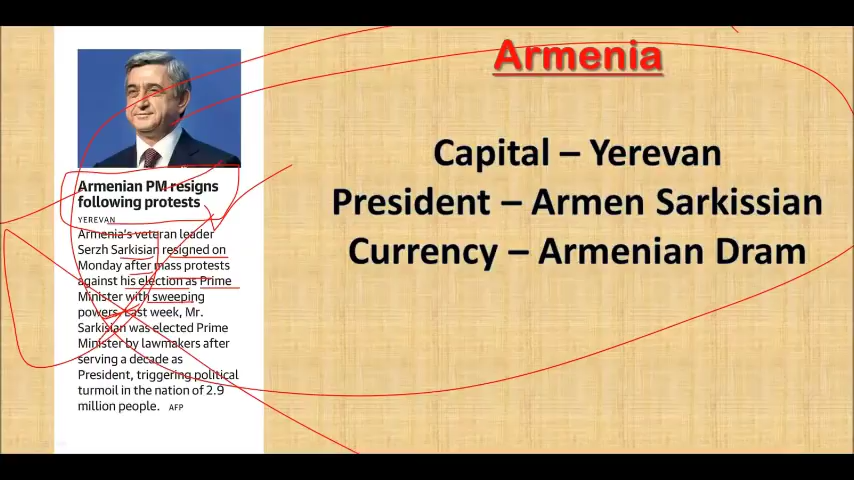 Armenian PM resigns
following protests
YEREVAN
Armenia's veteran leader
Serzh Sarkisian resigned on
Monday after mass protests
against his election as Prime
Minister with sweeping
powers. Last week, Mr.
Sarkisian was elected Prime
Minister by lawmakers after
serving a decade as
President, triggering political
turmoil in the nation of 2.9
million people. AFP
Armenia
Capital – Yerevan
President – Armen Sarkissian
Currency – Armenian Dram